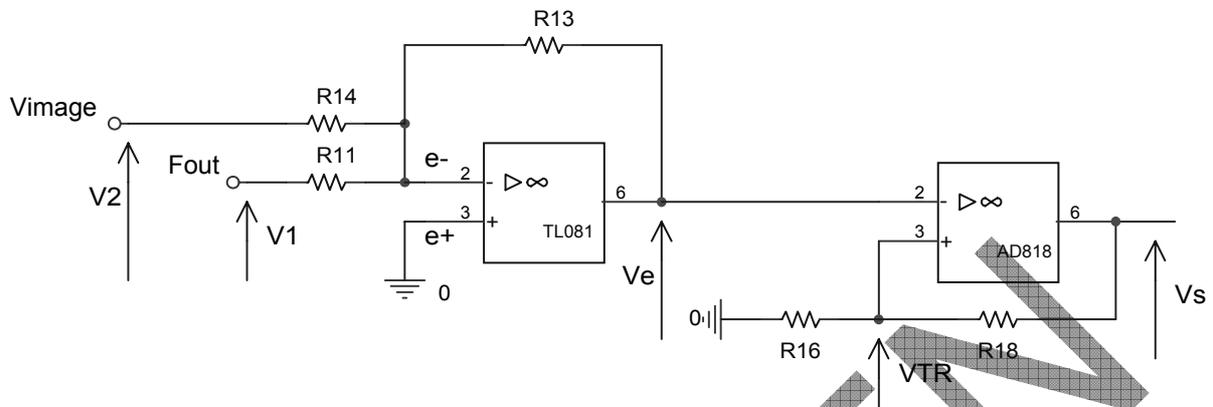 R13
Vimage
R14
Fout
R11
e-
2
-
▷∞
V2
V1
3
+
e+
TL081
6
0
Ve
2
-
▷∞
3
+
AD818
6
Vs
0
R16
R18
VTR